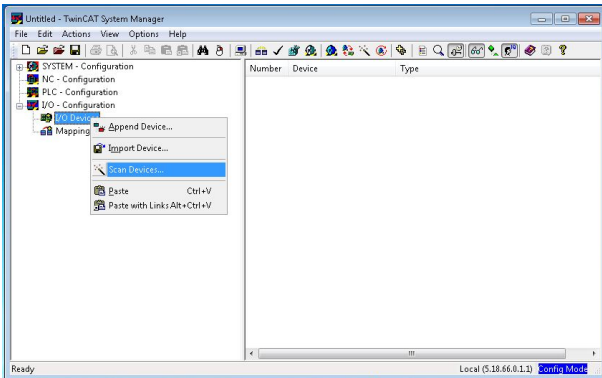 Untitled - TwinCAT System Manager
File Edit Actions View Options Help
SYSTEM - Configuration
NC - Configuration
PLC - Configuration
I/O - Configuration
I/O Devices
Mapping
Append Device...
Import Device...
Scan Devices...
Paste Ctrl+V
Paste with Links Alt+Ctrl+V
Number Device Type
Ready Local (5.18.66.0.1.1) Config Mode